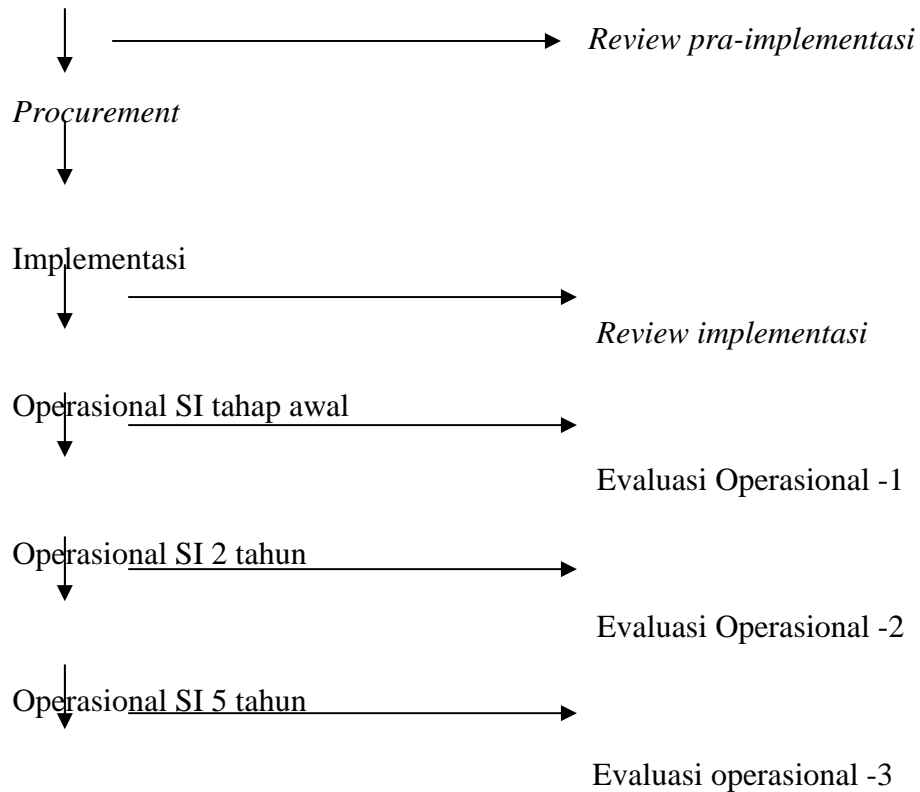 Review pra-implementasi
Procurement
Implementasi
Review implementasi
Operasional SI tahap awal
Evaluasi Operasional -1
Operasional SI 2 tahun
Evaluasi Operasional -2
Operasional SI 5 tahun
Evaluasi operasional -3